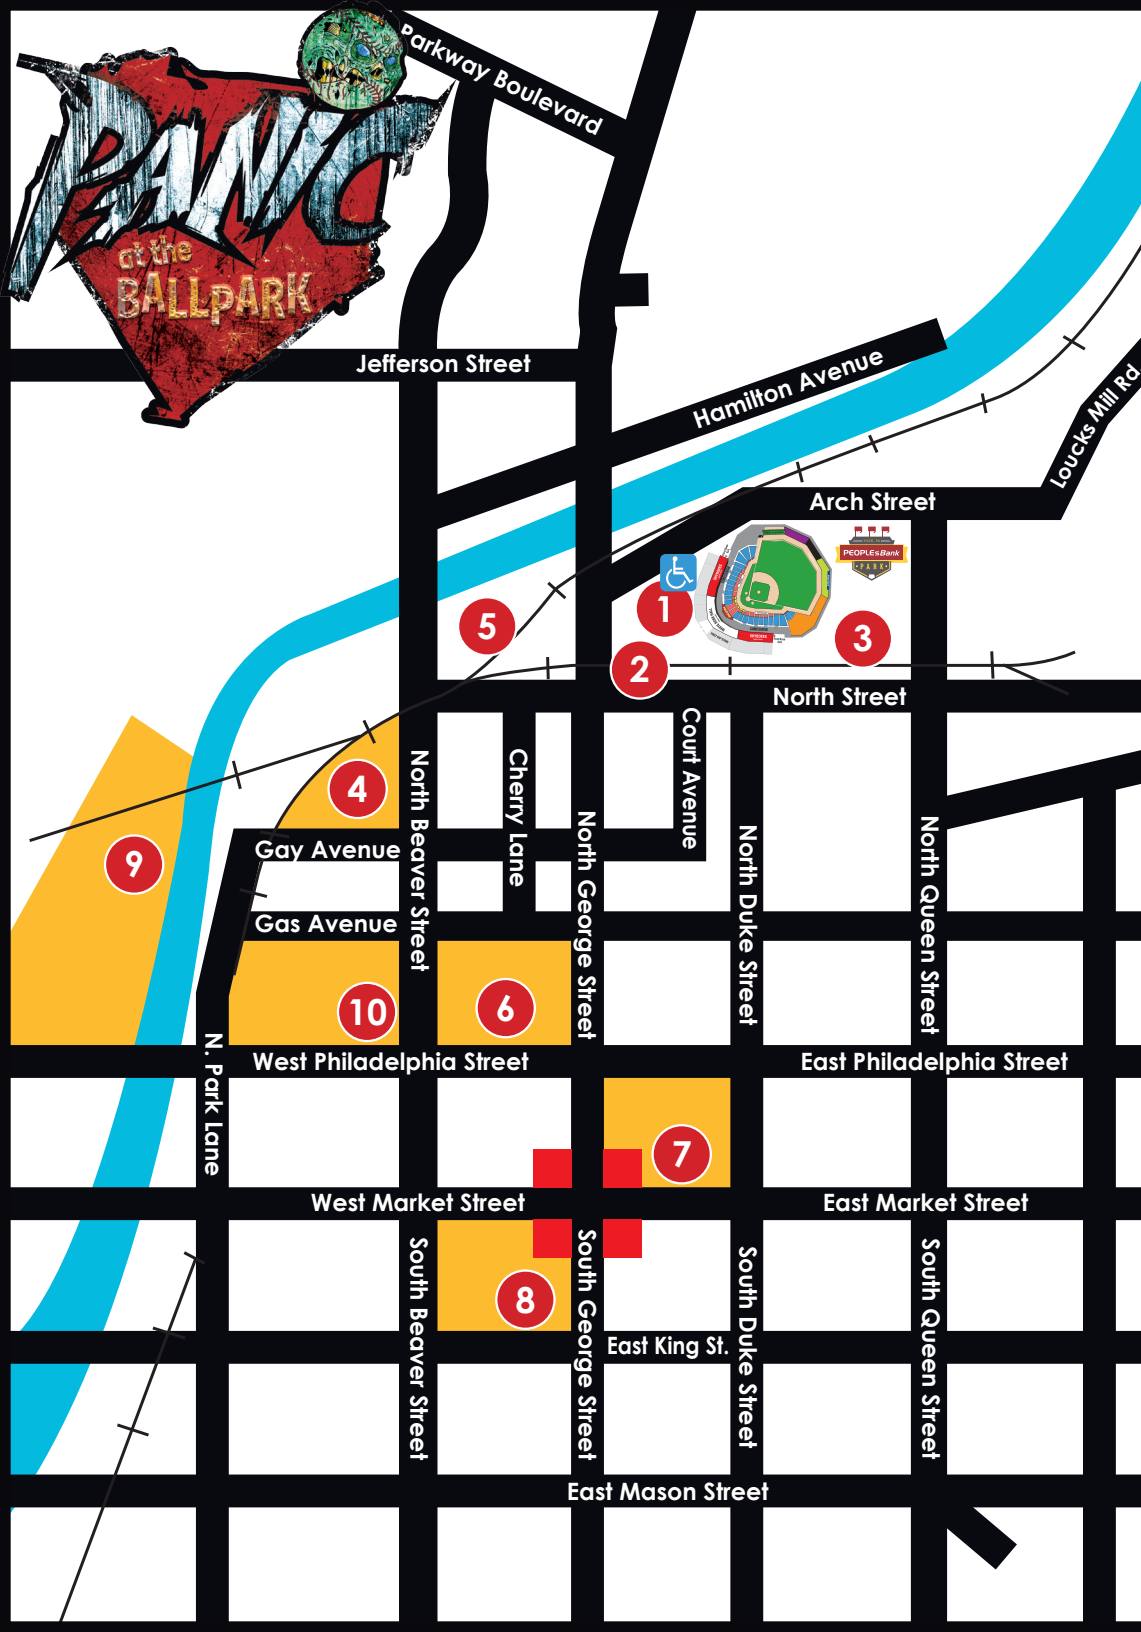 Parkway Boulevard
PANIC
at the
BALLPARK
Jefferson Street
Hamilton Avenue
Loucks Mill Rd
Arch Street
PEOPLEsBank
PARK
1
5
3
2
North Street
Court Avenue
Cherry Lane
North Beaver Street
4
North George Street
North Duke Street
North Queen Street
Gay Avenue
9
Gas Avenue
10
6
West Philadelphia Street
East Philadelphia Street
N. Park Lane
7
West Market Street
East Market Street
South Beaver Street
South George Street
South Duke Street
South Queen Street
8
East King St.
East Mason Street